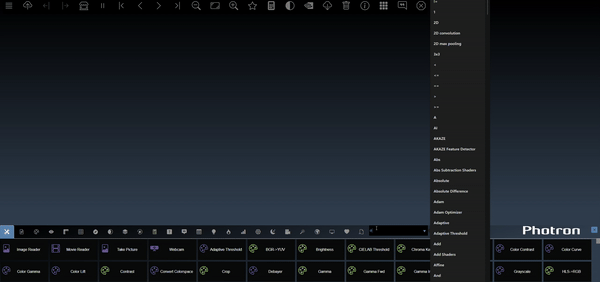 2D
2D convolution
2D max pooling
3x3
A
AI
AKAZE
AKAZE Feature Detector
Abs
Abs Subtraction Shaders
Absolute
Absolute Difference
Adam
Adam Optimizer
Adaptive
Adaptive Threshold
Add
Add Shaders
Affine
And
Photron
Image Reader
Movie Reader
Take Picture
Webcam
Adaptive Threshold
BGR->YUV
Brightness
CIELAB Threshold
Chroma Ke
Color Contrast
Color Curve
Color Gamma
Color Lift
Contrast
Convert Colorspace
Crop
Debayer
Gamma
Gamma Fwd
Gamma
Grayscale
HLS->RGB